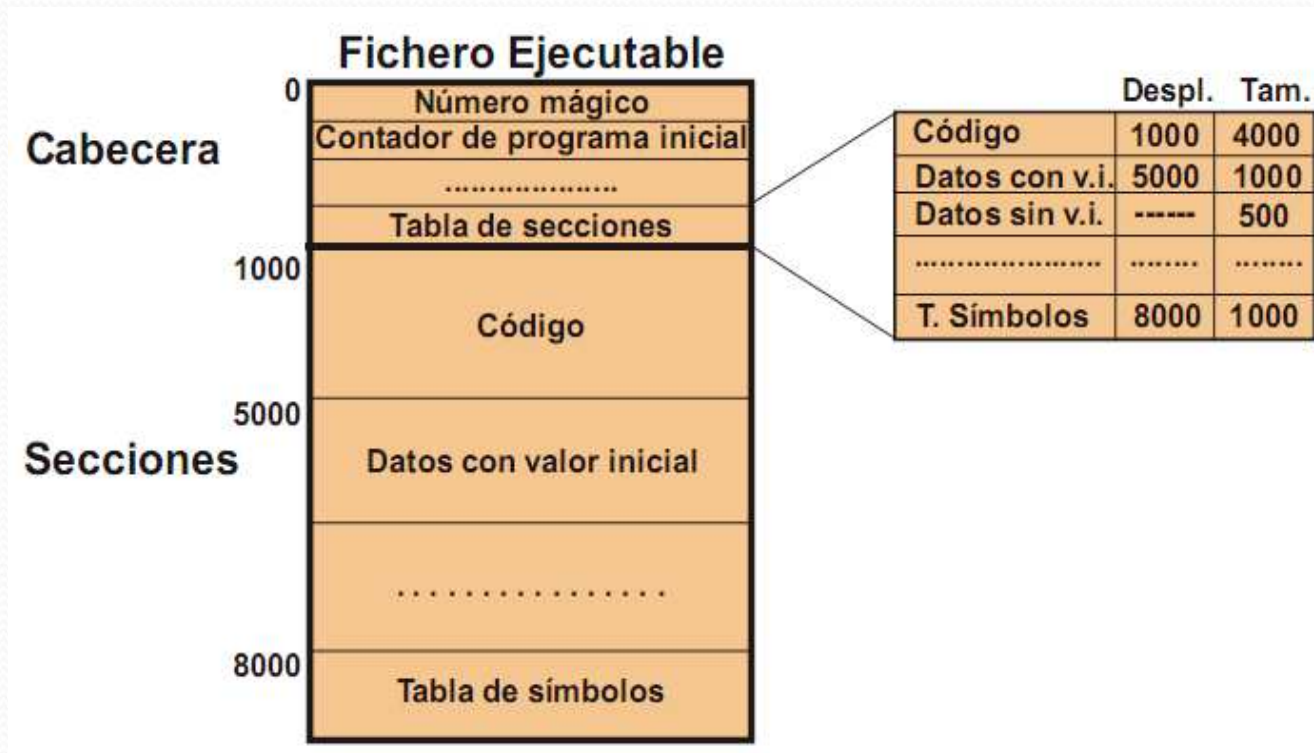 Fichero Ejecutable
0
Cabecera
Número mágico
Contador de programa inicial
...................
Tabla de secciones
1000
Código
5000
Secciones
Datos con valor inicial
. . . . . . . . . . . . . . . .
8000
Tabla de símbolos
Despl. Tam.
Código 1000 4000
Datos con v.i. 5000 1000
Datos sin v.i. ------ 500
...................... ........ ........
T. Símbolos 8000 1000